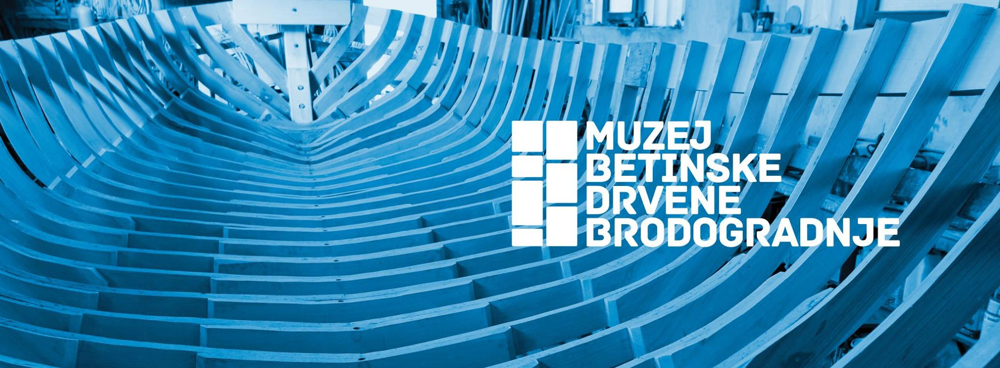 MUZEJ
BETINSKE
DRVENE
BRODOGRADNJE